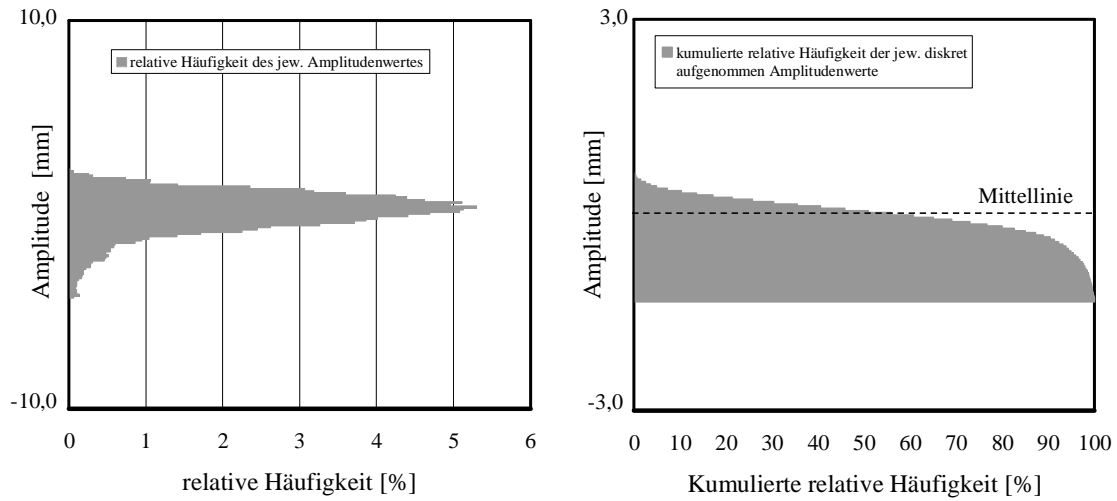 10,0
relative Häufigkeit des jew. Amplitudenwertes
Amplitude [mm]
-10,0
0 1 2 3 4 5 6
relative Häufigkeit [%]
3,0
kumulierte relative Häufigkeit der jew. diskret
aufgenommen Amplitudenwerte
Amplitude [mm]
Mittellinie
-3,0
0 10 20 30 40 50 60 70 80 90 100
Kumulierte relative Häufigkeit [%]